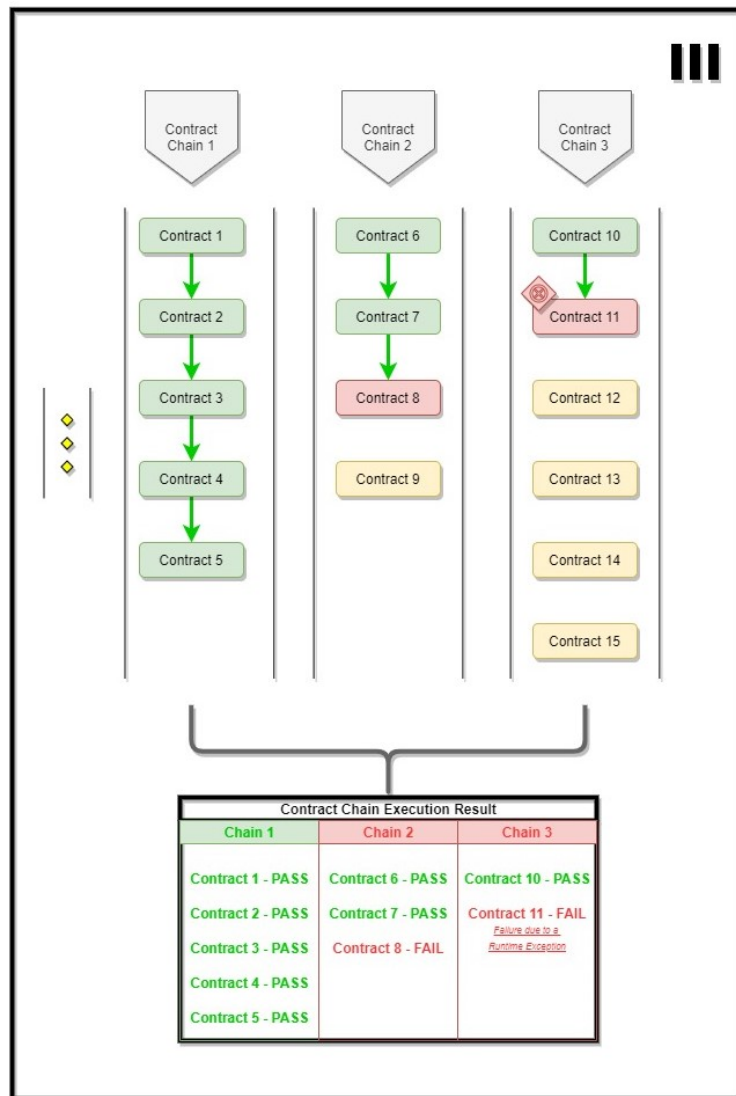 III
Contract
Chain 1
Contract
Chain 2
Contract
Chain 3
Contract 1
Contract 2
Contract 3
Contract 4
Contract 5
Contract 6
Contract 7
Contract 8
Contract 9
Contract 10
Contract 11
Contract 12
Contract 13
Contract 14
Contract 15
Contract Chain Execution Result
Chain 1
Contract 1 - PASS
Contract 2 - PASS
Contract 3 - PASS
Contract 4 - PASS
Contract 5 - PASS
Chain 2
Contract 6 - PASS
Contract 7 - PASS
Contract 8 - FAIL
Chain 3
Contract 10 - PASS
Contract 11 - FAIL
Failure due to a
Runtime Exception